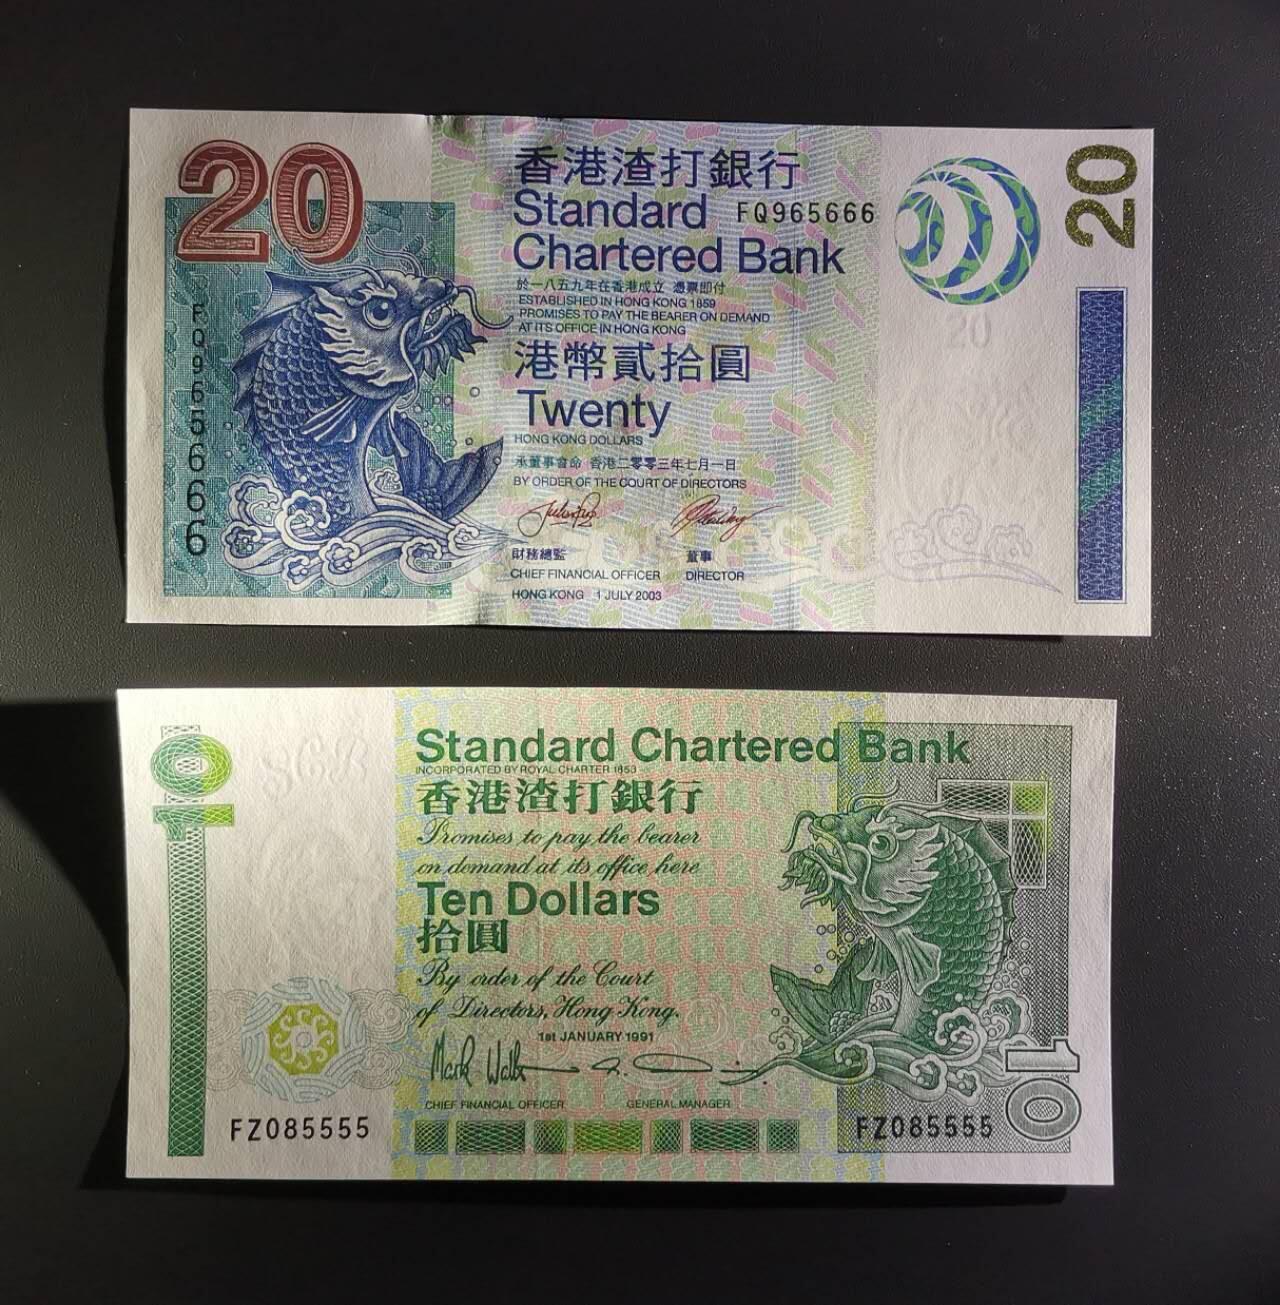 20
香港渣打銀行
Standard
Chartered Bank
FQ965666
20
於一八五九年在香港成立 憑票即付
ESTABLISHED IN HONG KONG 1859
PROMISES TO PAY THE BEARER ON DEMAND
AT ITS OFFICE IN HONG KONG
20
港幣貳拾圓
Twenty
HONG KONG DOLLARS
承董事會命 香港二零零三年七月一日
BY ORDER OF THE COURT OF DIRECTORS
財務總監 董事
CHIEF FINANCIAL OFFICER DIRECTOR
HONG KONG 1 JULY 2003
FQ965666
10
SCB
Standard Chartered Bank
INCORPORATED BY ROYAL CHARTER 1853
香港渣打銀行
Promises to pay the bearer
on demand at its office here
Ten Dollars
拾圓
By order of the Court
of Directors, Hong Kong.
1st JANUARY 1991
CHIEF FINANCIAL OFFICER GENERAL MANAGER
FZ085555
FZ085555
10